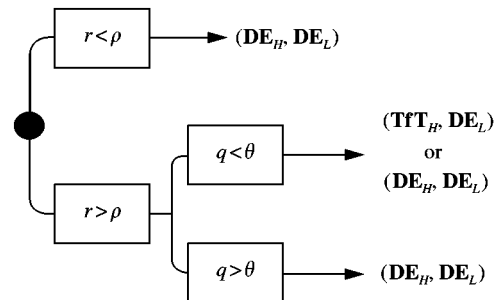 r < ρ
(DE_H, DE_L)
r > ρ
q < θ
(TfT_H, DE_L)
or
(DE_H, DE_L)
q > θ
(DE_H, DE_L)